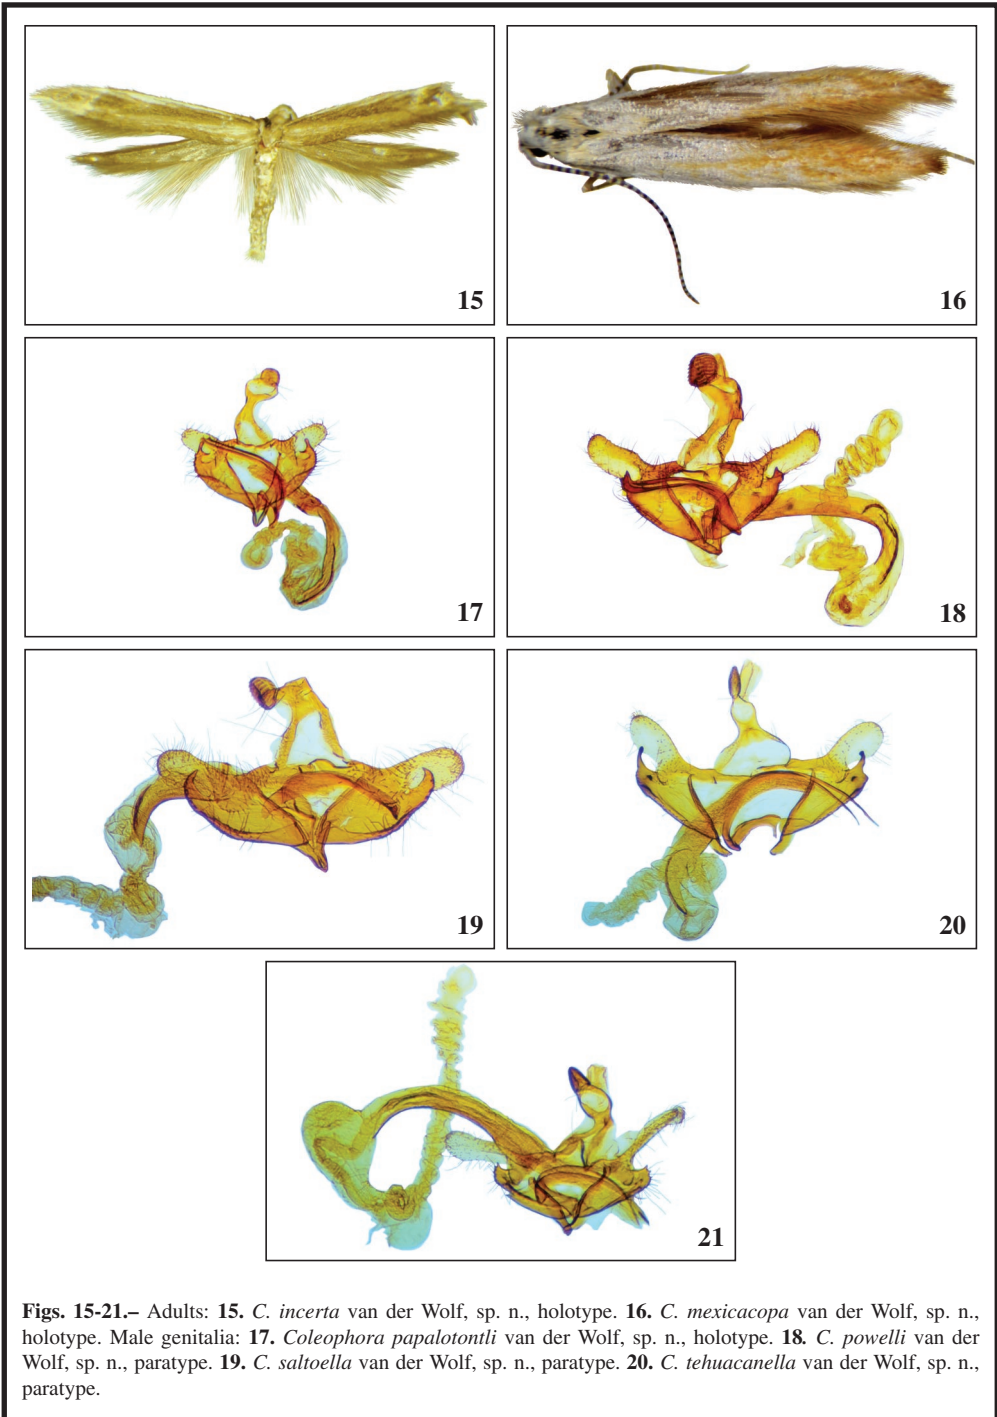 15
16
17
18
19
20
21
Figs. 15-21.– Adults: 15. C. incerta van der Wolf, sp. n., holotype. 16. C. mexicacopa van der Wolf, sp. n.,
holotype. Male genitalia: 17. Coleophora papalotontli van der Wolf, sp. n., holotype. 18. C. powelli van der
Wolf, sp. n., paratype. 19. C. saltoella van der Wolf, sp. n., paratype. 20. C. tehuacanella van der Wolf, sp. n.,
paratype.